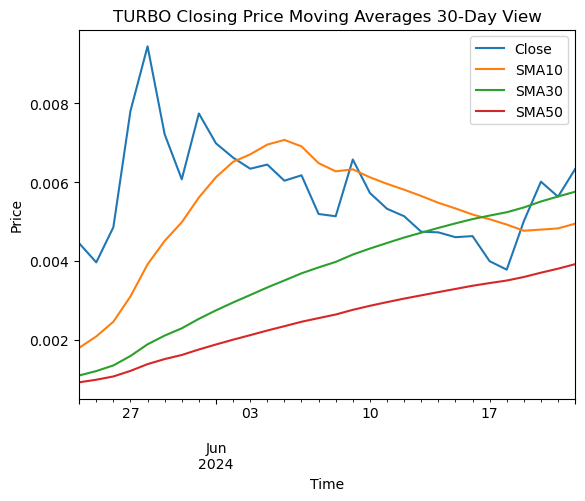 TURBO Closing Price Moving Averages 30-Day View
Close
SMA10
SMA30
SMA50
Price
0.008
0.006
0.004
0.002
27
03
10
17
Jun
2024
Time